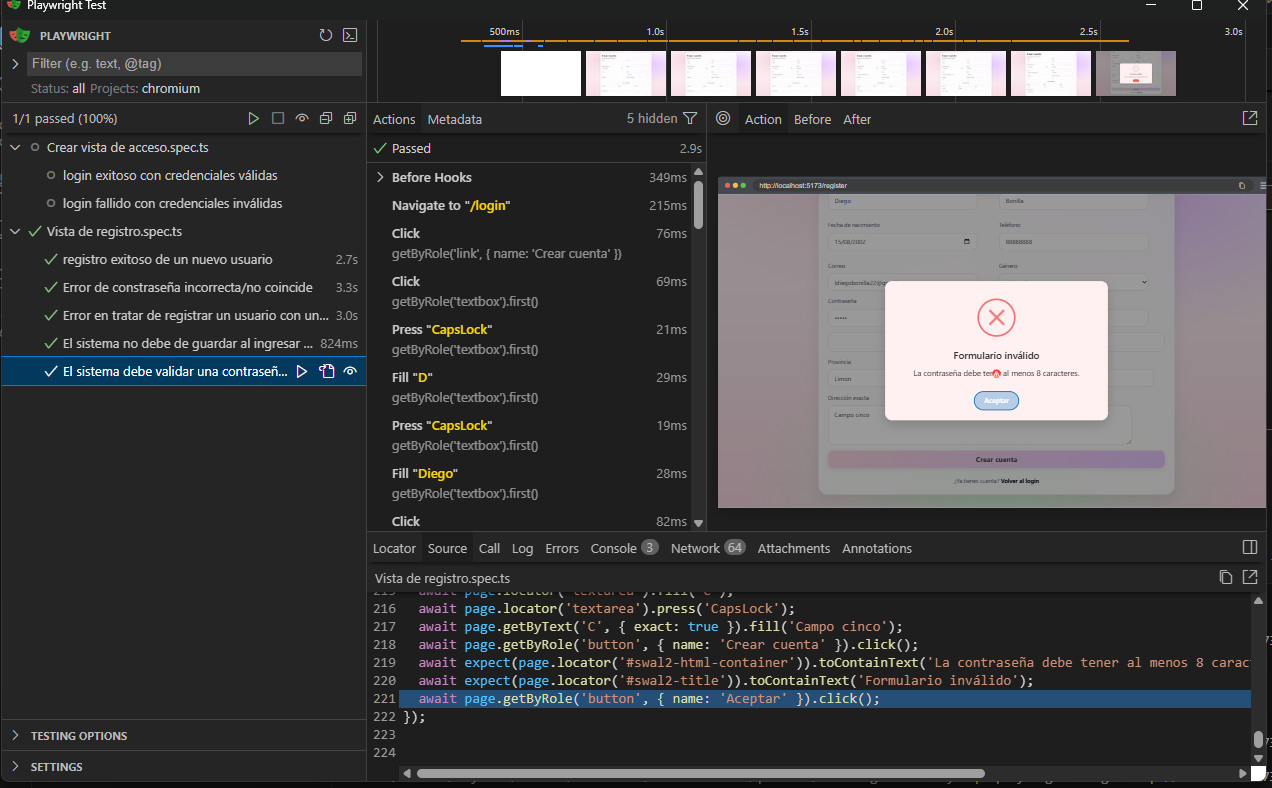 Playwright Test
PLAYWRIGHT
Filter (e.g. text, @tag)
Status: all Projects: chromium
1/1 passed (100%)
Crear vista de acceso.spec.ts
login exitoso con credenciales válidas
login fallido con credenciales inválidas
Vista de registro.spec.ts
registro exitoso de un nuevo usuario 2.7s
Error de constraseña incorrecta/no coincide 3.3s
Error en tratar de registrar un usuario con un... 3.0s
El sistema no debe de guardar al ingresar ... 824ms
El sistema debe validar una contraseñ...
TESTING OPTIONS
SETTINGS
500ms 1.0s 1.5s 2.0s 2.5s 3.0s
Actions Metadata 5 hidden
Passed 2.9s
Before Hooks 349ms
Navigate to "/login" 215ms
Click 76ms
getByRole('link', { name: 'Crear cuenta' })
Click 69ms
getByRole('textbox').first()
Press "CapsLock" 21ms
getByRole('textbox').first()
Fill "D" 29ms
getByRole('textbox').first()
Press "CapsLock" 19ms
getByRole('textbox').first()
Fill "Diego" 28ms
getByRole('textbox').first()
Click 82ms
Action Before After
http://localhost:5173/register
Diego Bonilla
Fecha de nacimiento Teléfono
15/08/2002 88888888
Correo Género
Contraseña
•••••
Provincia
Limon
Dirección exacta
Campo cinco
Formulario inválido
La contraseña debe tener al menos 8 caracteres.
Aceptar
Crear cuenta
¿Ya tienes cuenta? Volver al login
Locator Source Call Log Errors Console 3 Network 64 Attachments Annotations
Vista de registro.spec.ts
215 await page.locator('textarea').fill('C');
216 await page.locator('textarea').press('CapsLock');
217 await page.getByText('C', { exact: true }).fill('Campo cinco');
218 await page.getByRole('button', { name: 'Crear cuenta' }).click();
219 await expect(page.locator('#swal2-html-container')).toContainText('La contraseña debe tener al menos 8 caract
220 await expect(page.locator('#swal2-title')).toContainText('Formulario inválido');
221 await page.getByRole('button', { name: 'Aceptar' }).click();
222 });
223
224